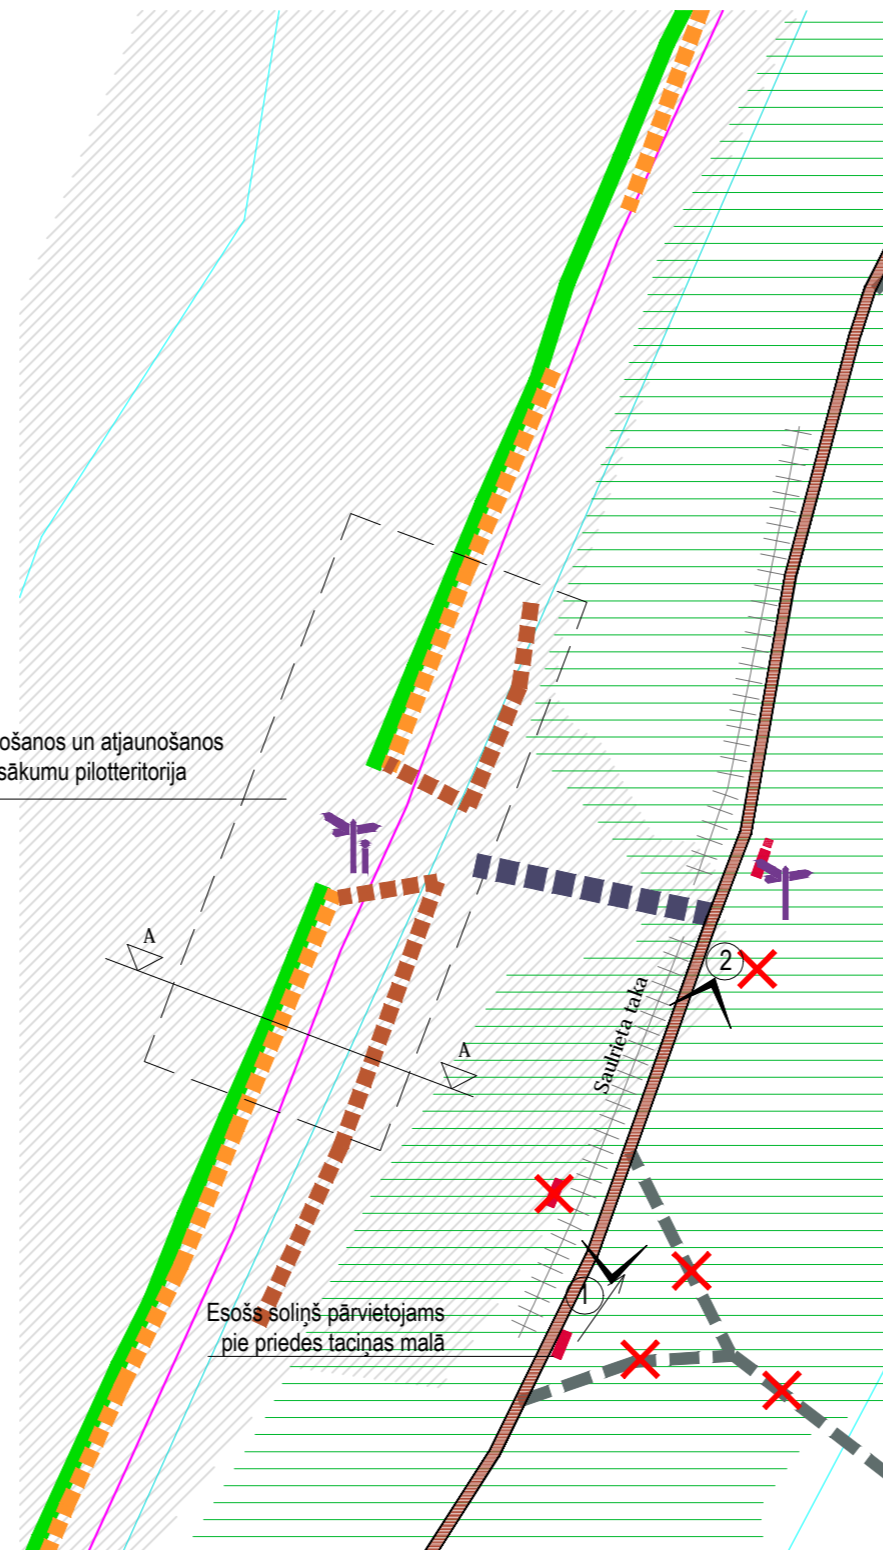 ošanos un atjaunošanos
sākumu pilotteritorija
A
A
2
Saulrieta taka
1
Esošs soliņš pārvietojams
pie priedes taciņas malā